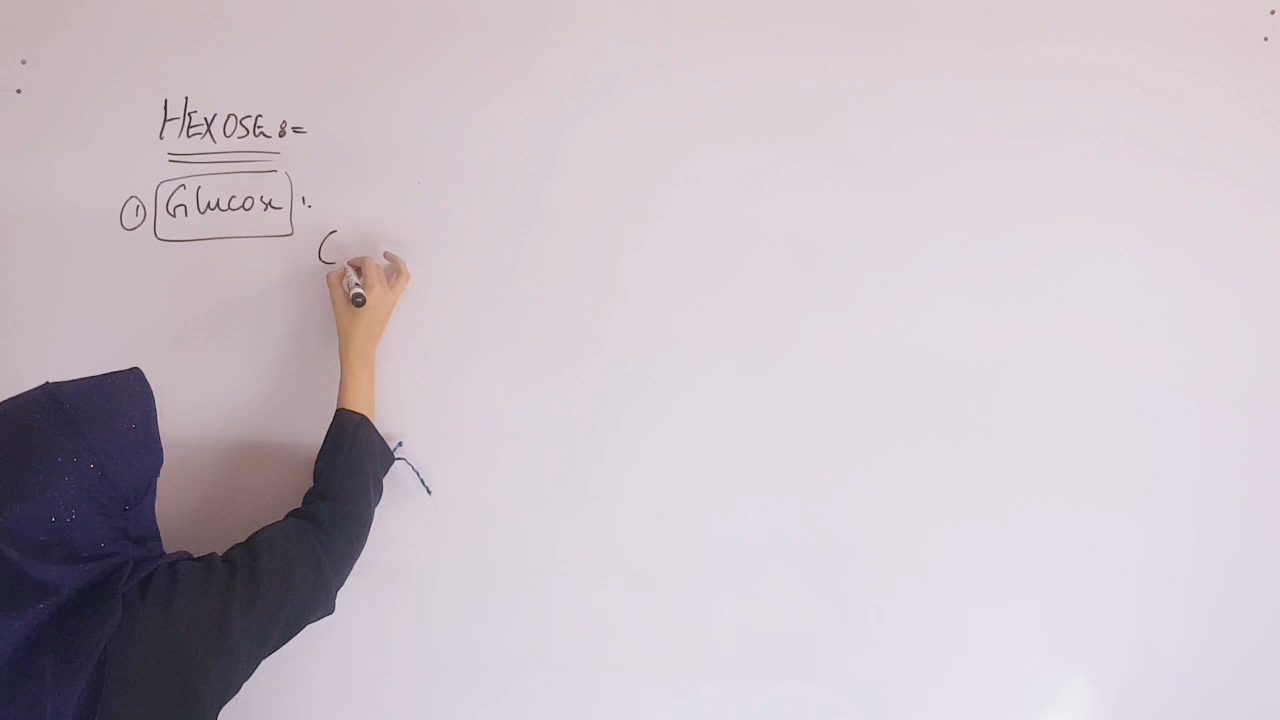 HEXOSE :=
① Glucose :
C